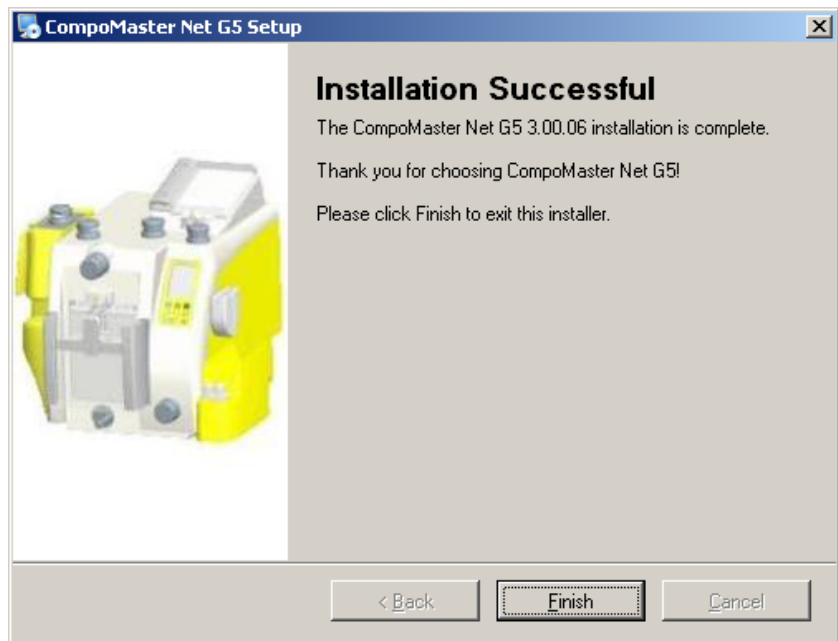 CompoMaster Net G5 Setup
Installation Successful
The CompoMaster Net G5 3.00.06 installation is complete.
Thank you for choosing CompoMaster Net G5!
Please click Finish to exit this installer.
< Back
Finish
Cancel